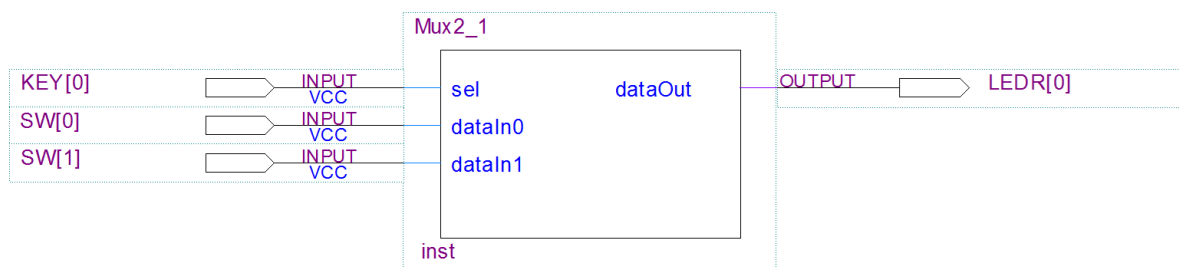 Mux2_1
KEY[0] INPUT VCC sel dataOut OUTPUT LEDR[0]
SW[0] INPUT VCC dataIn0
SW[1] INPUT VCC dataIn1
inst